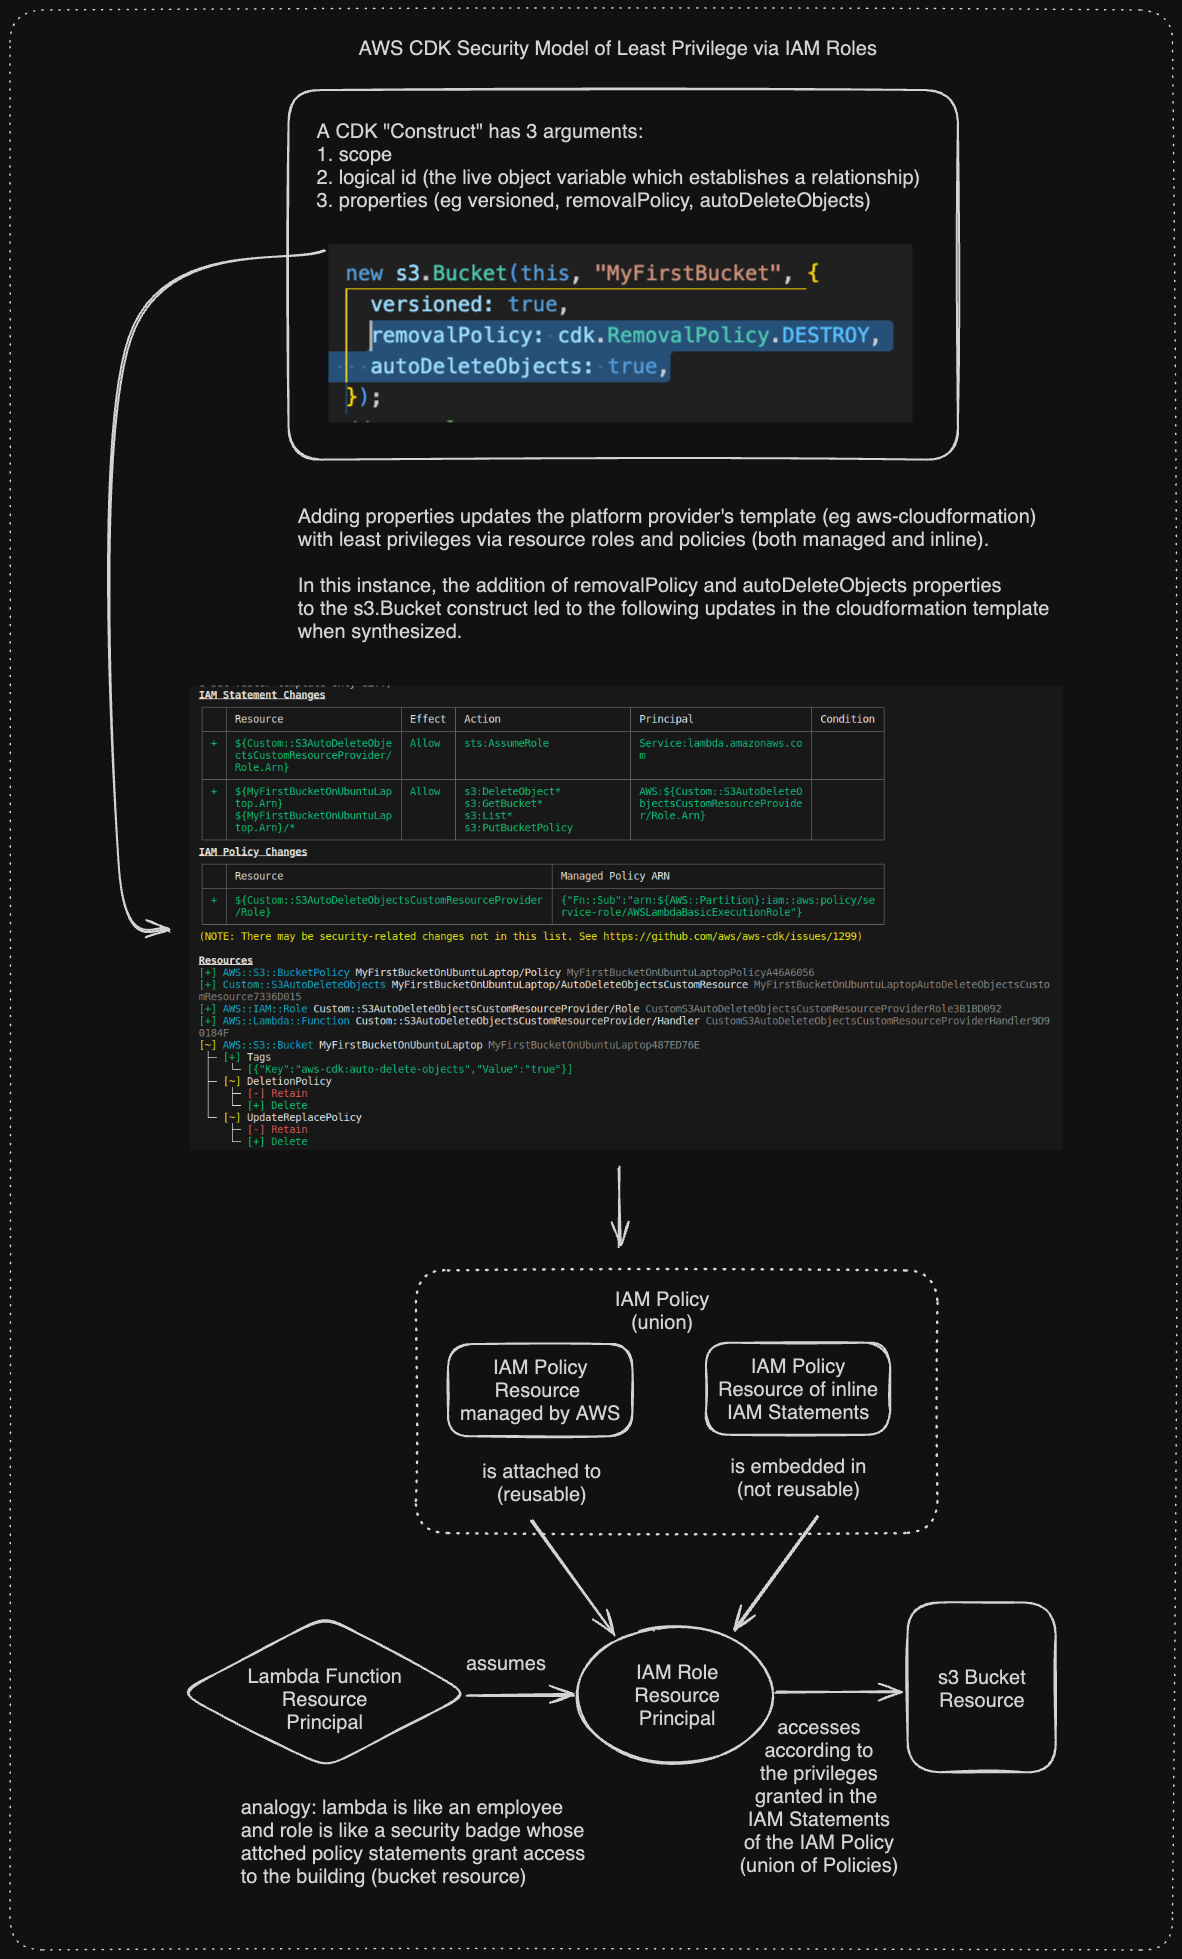 AWS CDK Security Model of Least Privilege via IAM Roles
A CDK "Construct" has 3 arguments:
1. scope
2. logical id (the live object variable which establishes a relationship)
3. properties (eg versioned, removalPolicy, autoDeleteObjects)
new s3.Bucket(this, "MyFirstBucket", {
versioned: true,
removalPolicy: cdk.RemovalPolicy.DESTROY,
autoDeleteObjects: true,
});
Adding properties updates the platform provider's template (eg aws-cloudformation)
with least privileges via resource roles and policies (both managed and inline).
In this instance, the addition of removalPolicy and autoDeleteObjects properties
to the s3.Bucket construct led to the following updates in the cloudformation template
when synthesized.
IAM Statement Changes
Resource Effect Action Principal Condition
+ ${Custom::S3AutoDeleteObje Allow sts:AssumeRole Service:lambda.amazonaws.co
ctsCustomResourceProvider/ m
Role.Arn}
+ ${MyFirstBucketOnUbuntuLap Allow s3:DeleteObject* AWS:${Custom::S3AutoDeleteO
top.Arn} s3:GetBucket* bjectsCustomResourceProvide
${MyFirstBucketOnUbuntuLap s3:List* r/Role.Arn}
top.Arn}/* s3:PutBucketPolicy
IAM Policy Changes
Resource Managed Policy ARN
+ ${Custom::S3AutoDeleteObjectsCustomResourceProvider {"Fn::Sub":"arn:${AWS::Partition}:iam::aws:policy/se
/Role} rvice-role/AWSLambdaBasicExecutionRole"}
(NOTE: There may be security-related changes not in this list. See https://github.com/aws/aws-cdk/issues/1299)
Resources
[+] AWS::S3::BucketPolicy MyFirstBucketOnUbuntuLaptop/Policy MyFirstBucketOnUbuntuLaptopPolicyA46A6056
[+] Custom::S3AutoDeleteObjects MyFirstBucketOnUbuntuLaptop/AutoDeleteObjectsCustomResource MyFirstBucketOnUbuntuLaptopAutoDeleteObjectsCusto
mResource7336D015
[+] AWS::IAM::Role Custom::S3AutoDeleteObjectsCustomResourceProvider/Role CustomS3AutoDeleteObjectsCustomResourceProviderRole3B1BD092
[+] AWS::Lambda::Function Custom::S3AutoDeleteObjectsCustomResourceProvider/Handler CustomS3AutoDeleteObjectsCustomResourceProviderHandler9D9
0184F
[~] AWS::S3::Bucket MyFirstBucketOnUbuntuLaptop MyFirstBucketOnUbuntuLaptop487ED76E
[+] Tags
[{"Key":"aws-cdk:auto-delete-objects","Value":"true"}]
[~] DeletionPolicy
[-] Retain
[+] Delete
[~] UpdateReplacePolicy
[-] Retain
[+] Delete
IAM Policy
(union)
IAM Policy
Resource
managed by AWS
IAM Policy
Resource of inline
IAM Statements
is attached to
(reusable)
is embedded in
(not reusable)
Lambda Function
Resource
Principal
assumes
IAM Role
Resource
Principal
s3 Bucket
Resource
accesses
according to
the privileges
granted in the
IAM Statements
of the IAM Policy
(union of Policies)
analogy: lambda is like an employee
and role is like a security badge whose
attched policy statements grant access
to the building (bucket resource)